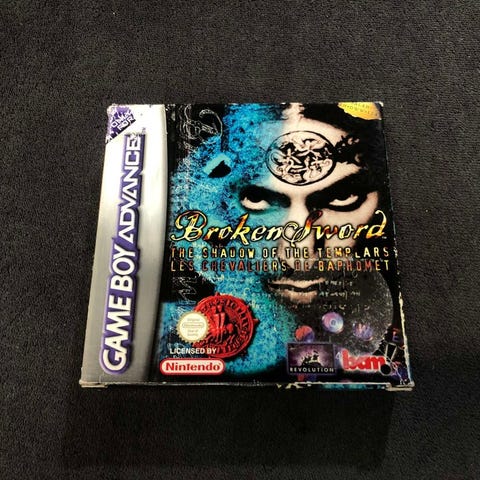 GAME BOY ADVANCE
Broken Sword
THE SHADOW OF THE TEMPLARS
LES CHEVALIERS DE BAPHOMET
LICENSED BY
Nintendo
REVOLUTION
bam!